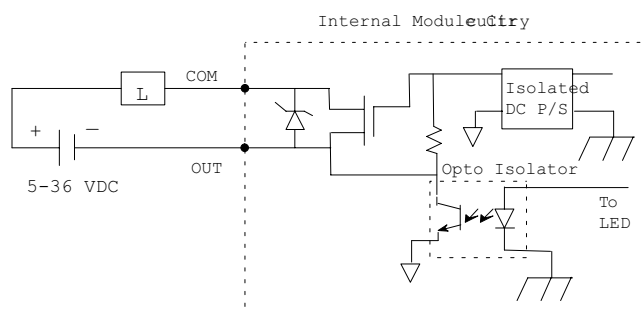 Internal Module
COM
L
Isolated
DC P/S
+ −
OUT
Opto Isolator
5-36 VDC
To
LED